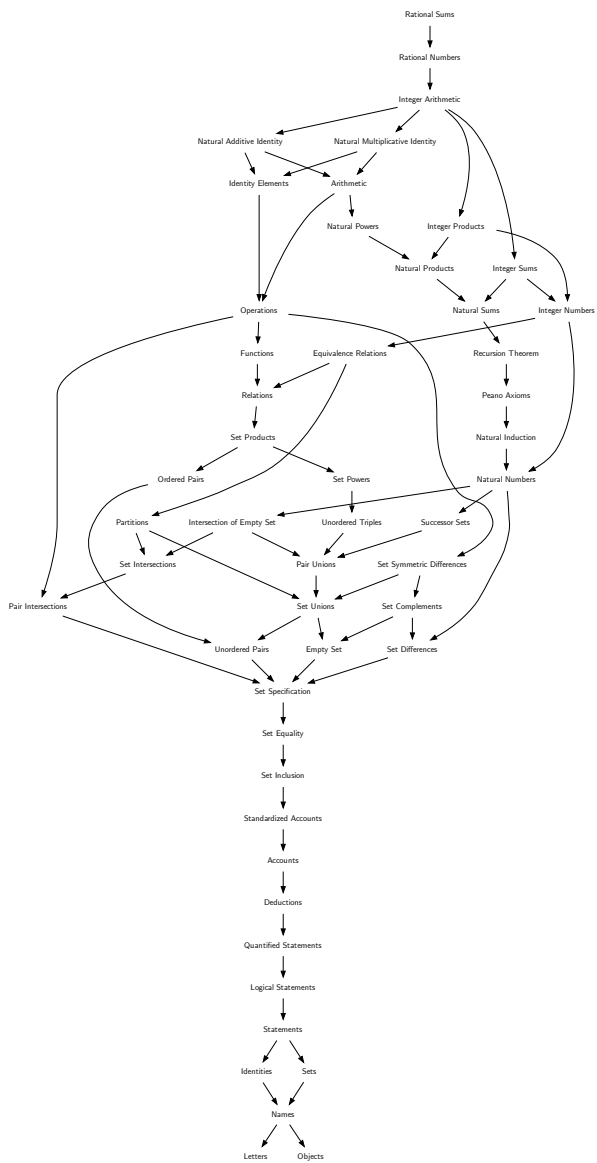 Rational Sums
Rational Numbers
Integer Arithmetic
Natural Additive Identity
Natural Multiplicative Identity
Identity Elements
Arithmetic
Natural Powers
Integer Products
Natural Products
Integer Sums
Operations
Natural Sums
Integer Numbers
Functions
Equivalence Relations
Recursion Theorem
Relations
Peano Axioms
Set Products
Natural Induction
Ordered Pairs
Set Powers
Natural Numbers
Partitions
Intersection of Empty Set
Unordered Triples
Successor Sets
Set Intersections
Pair Unions
Set Symmetric Differences
Pair Intersections
Set Unions
Set Complements
Unordered Pairs
Empty Set
Set Differences
Set Specification
Set Equality
Set Inclusion
Standardized Accounts
Accounts
Deductions
Quantified Statements
Logical Statements
Statements
Identities
Sets
Names
Letters
Objects